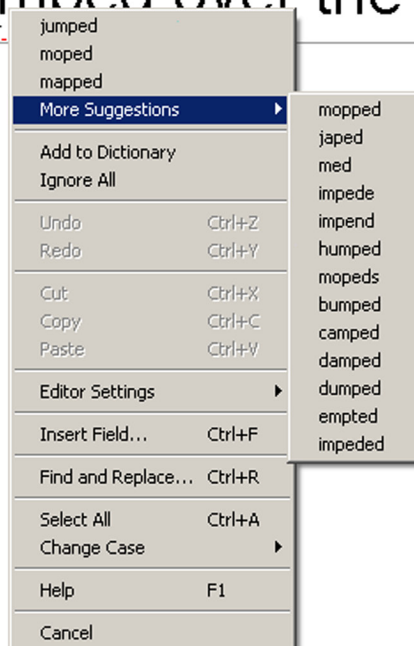 over the
jumped
moped
mapped
More Suggestions
Add to Dictionary
Ignore All
Undo Ctrl+Z
Redo Ctrl+Y
Cut Ctrl+X
Copy Ctrl+C
Paste Ctrl+V
Editor Settings
Insert Field... Ctrl+F
Find and Replace... Ctrl+R
Select All Ctrl+A
Change Case
Help F1
Cancel
mopped
japed
med
impede
impend
humped
mopeds
bumped
camped
damped
dumped
empted
impeded